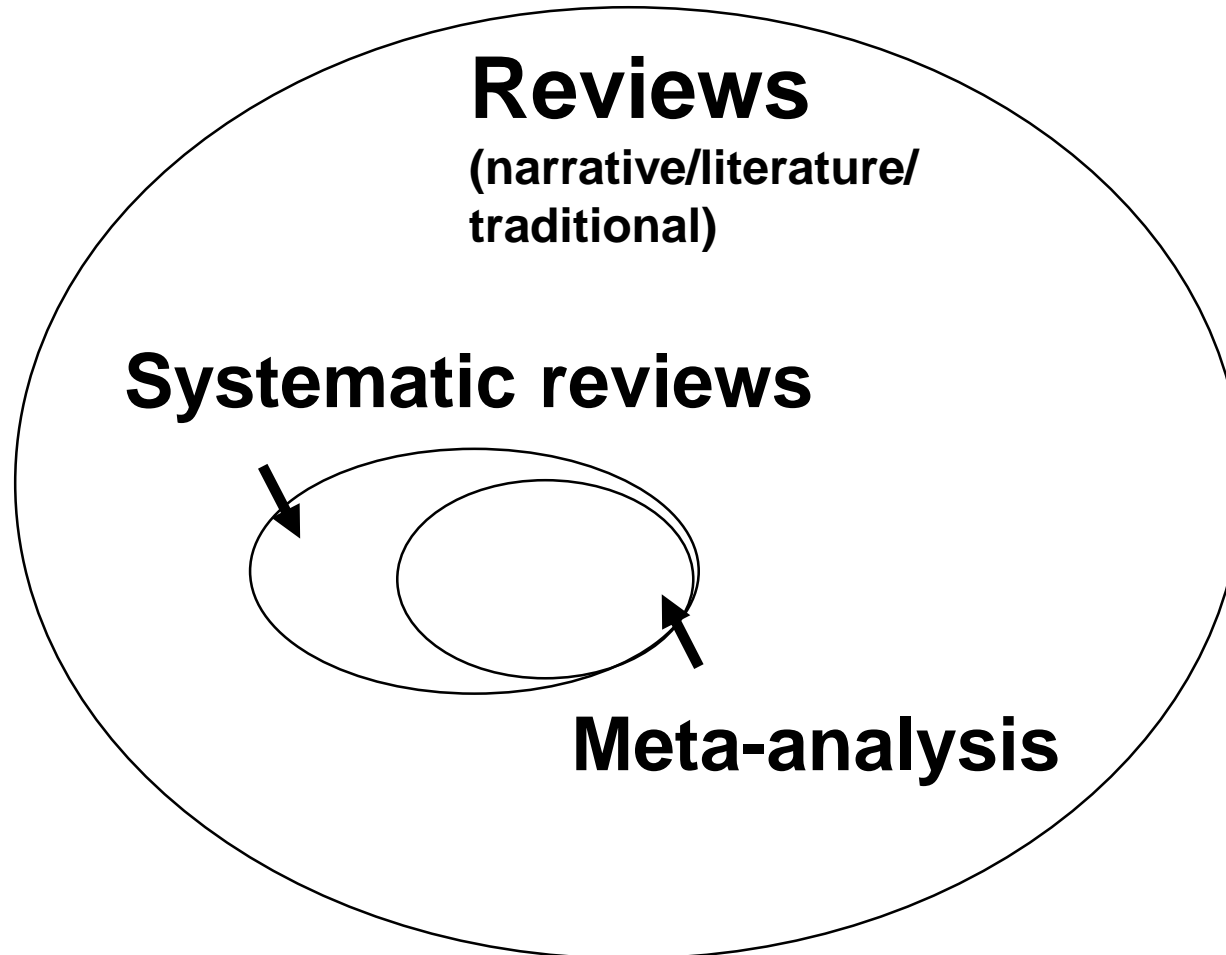 Reviews
(narrative/literature/
traditional)
Systematic reviews
Meta-analysis